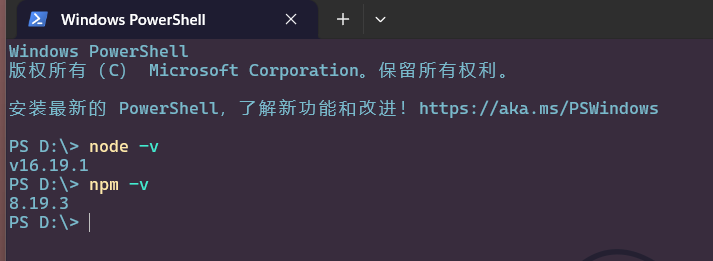 Windows PowerShell
Windows PowerShell
版权所有（C） Microsoft Corporation。保留所有权利。
安装最新的 PowerShell，了解新功能和改进！https://aka.ms/PSWindows
PS D:\> node -v
v16.19.1
PS D:\> npm -v
8.19.3
PS D:\>